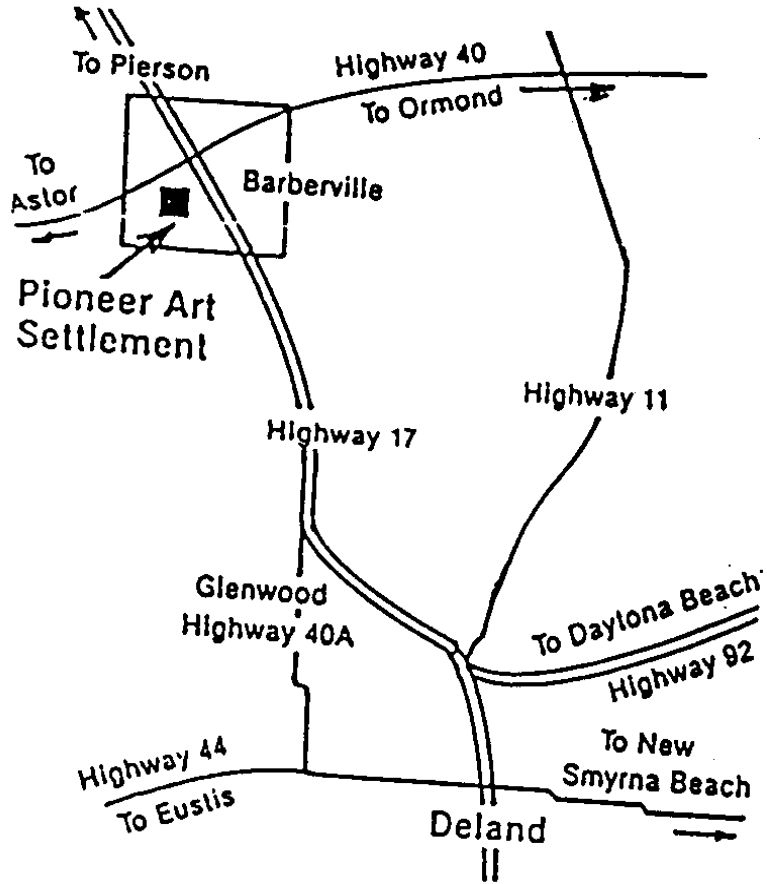 To Pierson
Highway 40
To Ormond
To
Astor
Barberville
Pioneer Art
Settlement
Highway 11
Highway 17
Glenwood
Highway 40A
To Daytona Beach
Highway 92
Highway 44
To Eustis
To New
Smyrna Beach
Deland